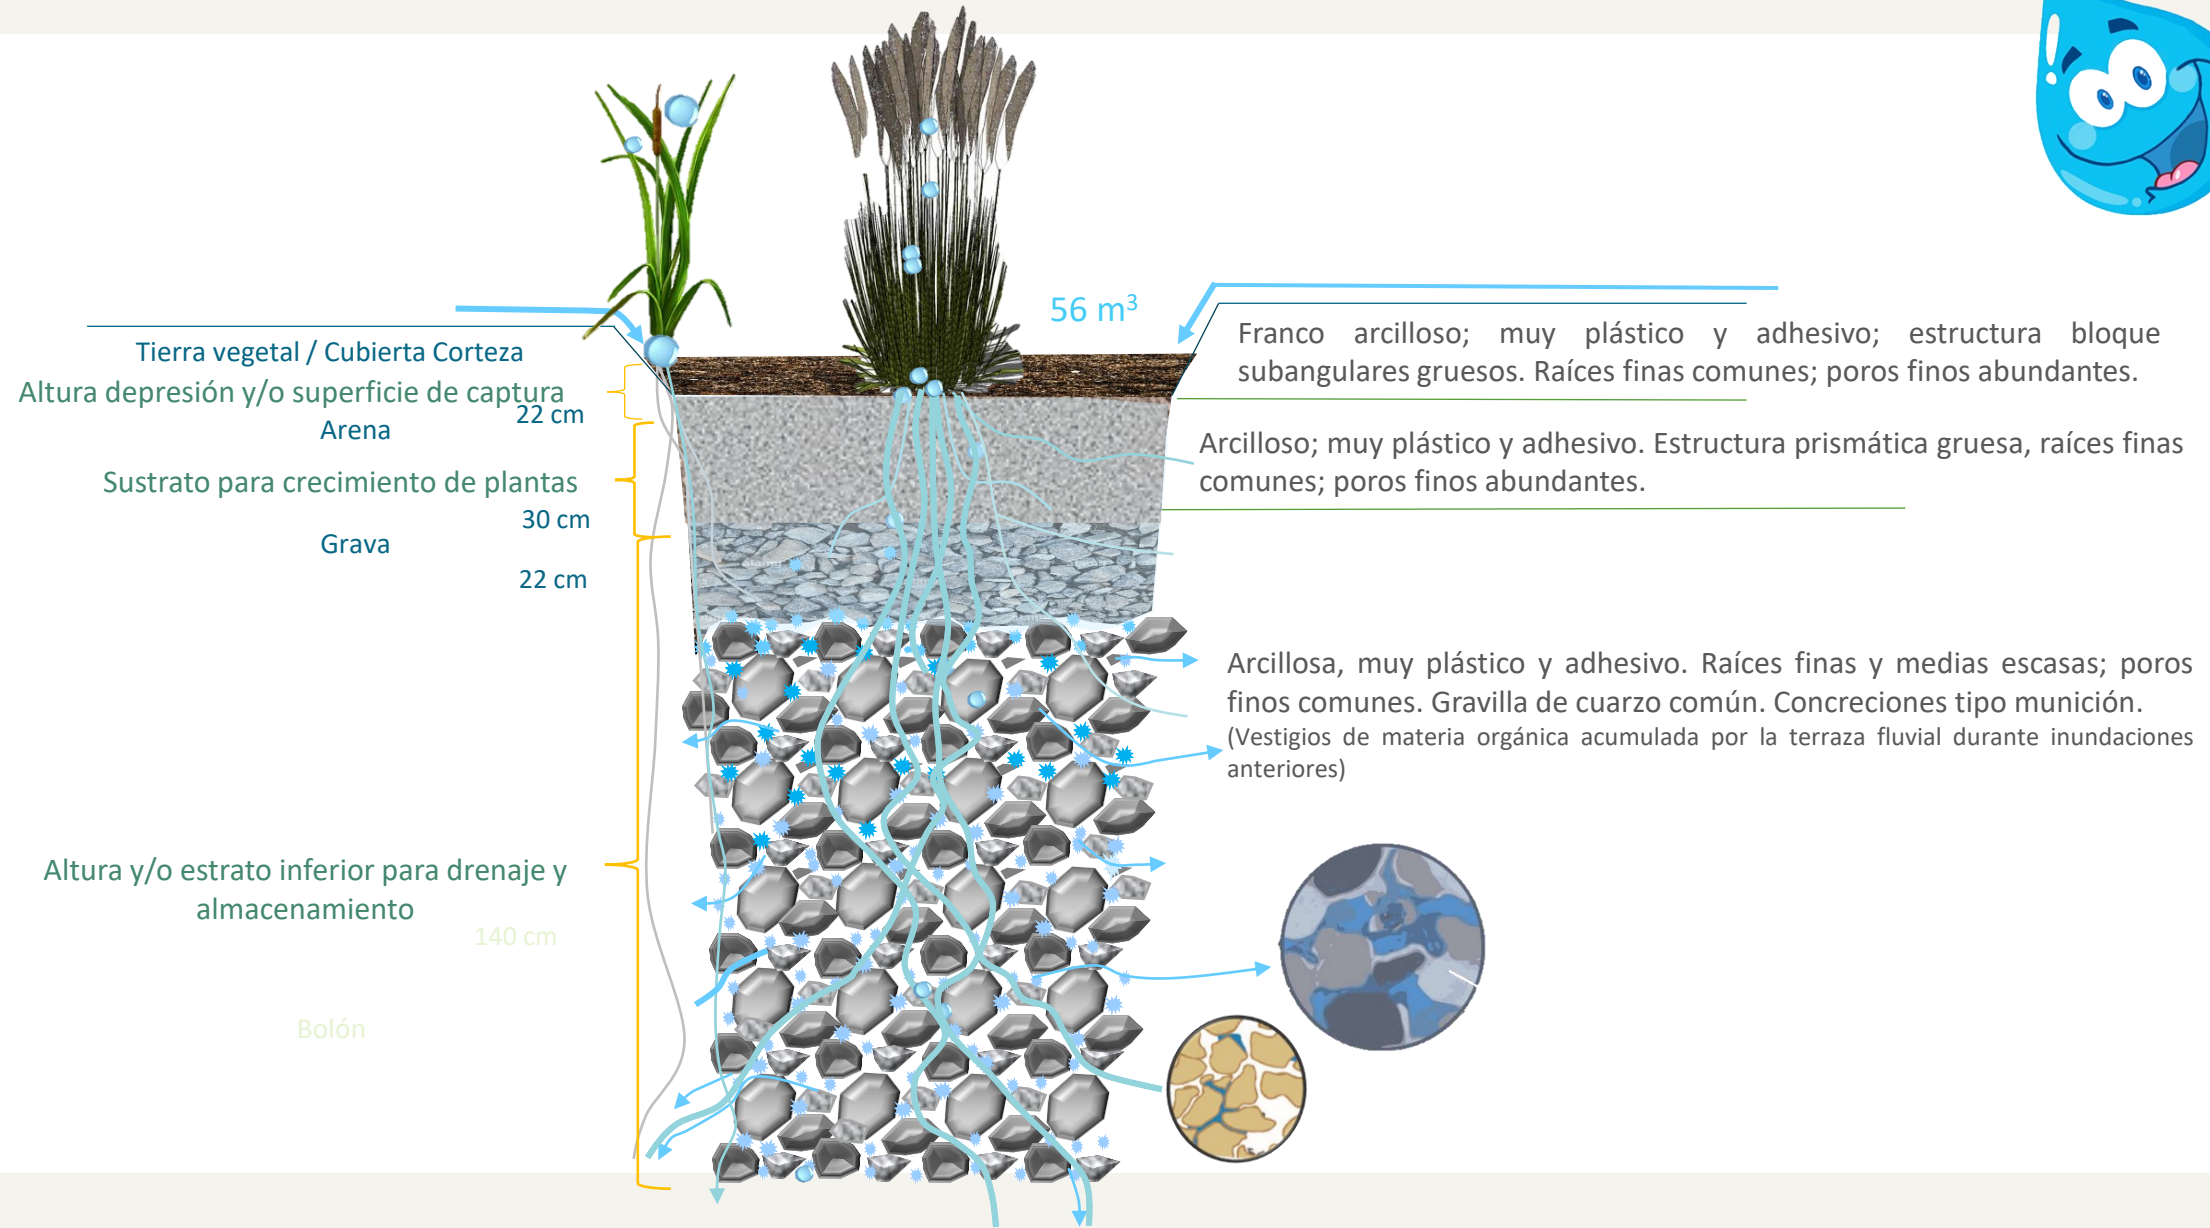 56 m³
Tierra vegetal / Cubierta Corteza
Altura depresión y/o superficie de captura
22 cm
Arena
Sustrato para crecimiento de plantas
30 cm
Grava
22 cm
Altura y/o estrato inferior para drenaje y
almacenamiento
140 cm
Bolón
Franco arcilloso; muy plástico y adhesivo; estructura bloque
subangulares gruesos. Raíces finas comunes; poros finos abundantes.
Arcilloso; muy plástico y adhesivo. Estructura prismática gruesa, raíces finas
comunes; poros finos abundantes.
Arcillosa, muy plástico y adhesivo. Raíces finas y medias escasas; poros
finos comunes. Gravilla de cuarzo común. Concreciones tipo munición.
(Vestigios de materia orgánica acumulada por la terraza fluvial durante inundaciones
anteriores)